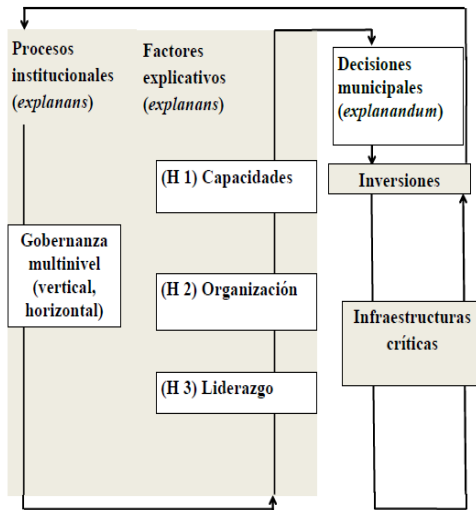 Procesos
institucionales
(explanans)
Factores
explicativos
(explanans)
Decisiones
municipales
(explanandum)
(H 1) Capacidades
Inversiones
Gobernanza
multinivel
(vertical,
horizontal)
(H 2) Organización
Infraestructuras
críticas
(H 3) Liderazgo